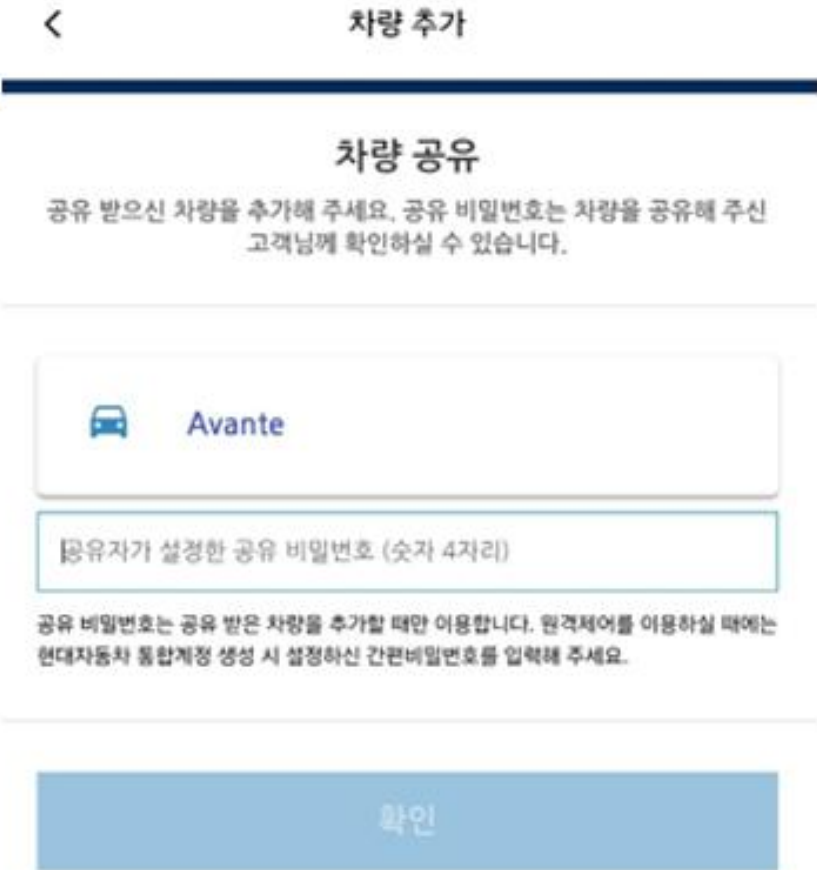 차량 추가
차량 공유
공유 받으신 차량을 추가해 주세요. 공유 비밀번호는 차량을 공유해 주신
고객님께 확인하실 수 있습니다.
Avante
공유자가 설정한 공유 비밀번호 (숫자 4자리)
공유 비밀번호는 공유 받은 차량을 추가할 때만 이용합니다. 원격제어를 이용하실 때에는
현대자동차 통합계정 생성 시 설정하신 간편비밀번호를 입력해 주세요.
확인